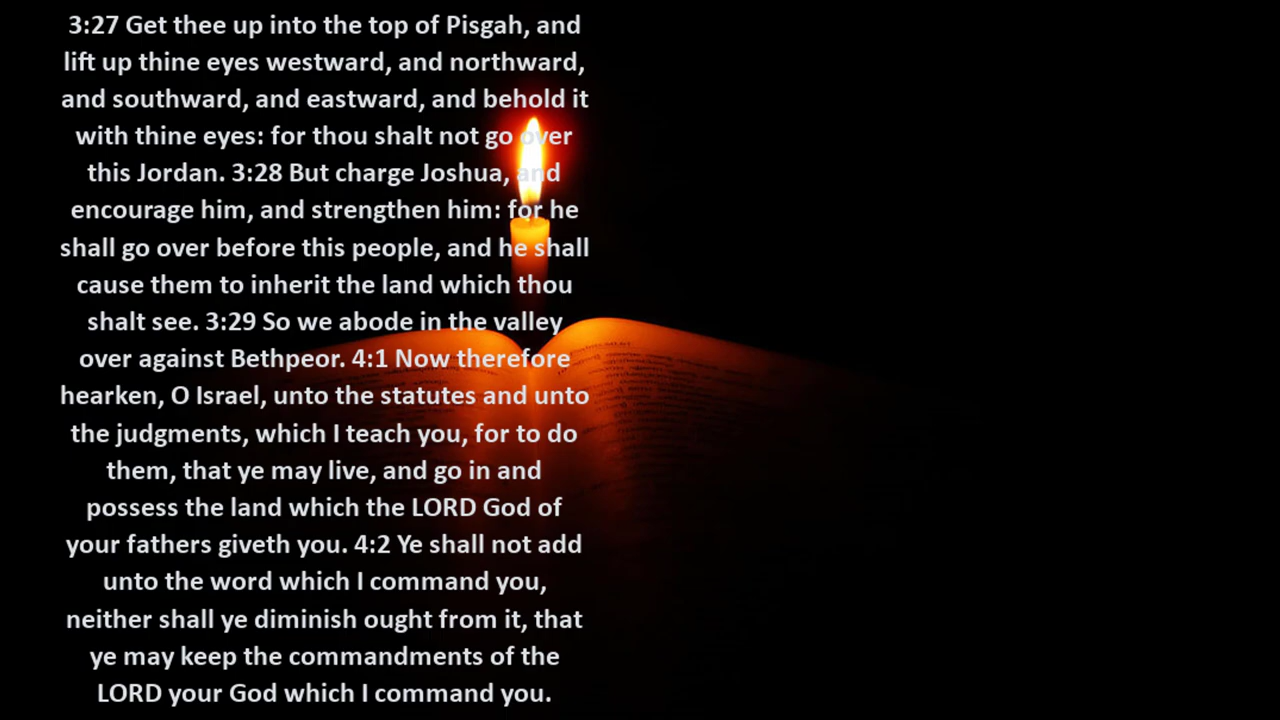 3:27 Get thee up into the top of Pisgah, and
lift up thine eyes westward, and northward,
and southward, and eastward, and behold it
with thine eyes: for thou shalt not go over
this Jordan. 3:28 But charge Joshua, and
encourage him, and strengthen him: for he
shall go over before this people, and he shall
cause them to inherit the land which thou
shalt see. 3:29 So we abode in the valley
over against Bethpeor. 4:1 Now therefore
hearken, O Israel, unto the statutes and unto
the judgments, which I teach you, for to do
them, that ye may live, and go in and
possess the land which the LORD God of
your fathers giveth you. 4:2 Ye shall not add
unto the word which I command you,
neither shall ye diminish ought from it, that
ye may keep the commandments of the
LORD your God which I command you.